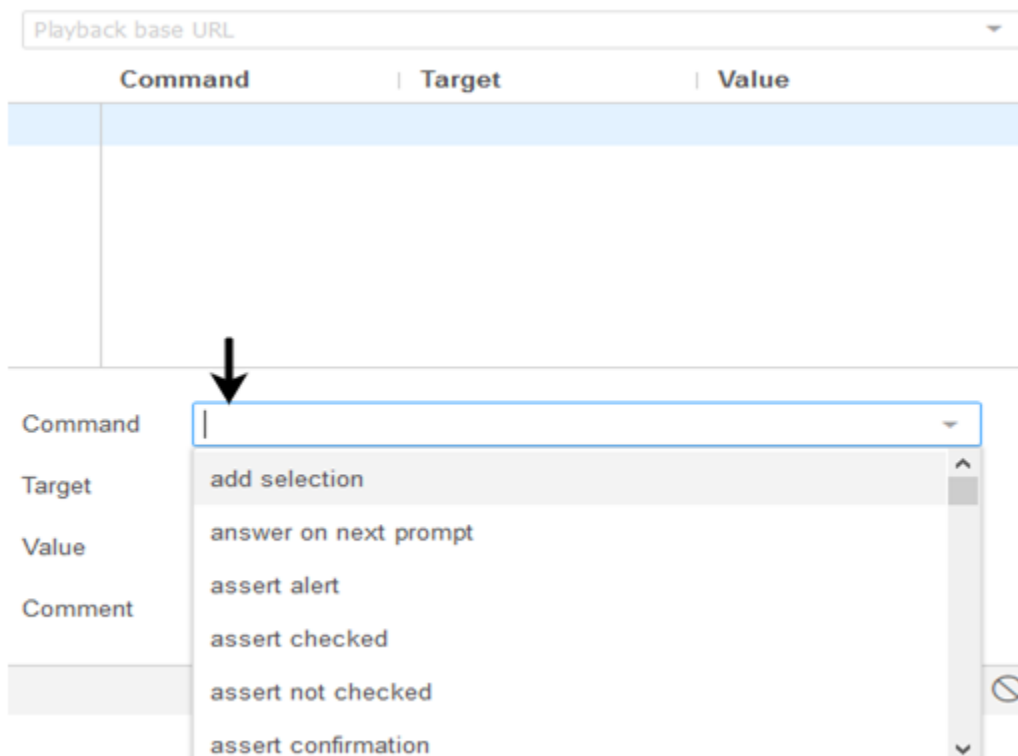 Playback base URL
Command Target Value
Command
add selection
Target
answer on next prompt
Value
assert alert
Comment
assert checked
assert not checked
assert confirmation